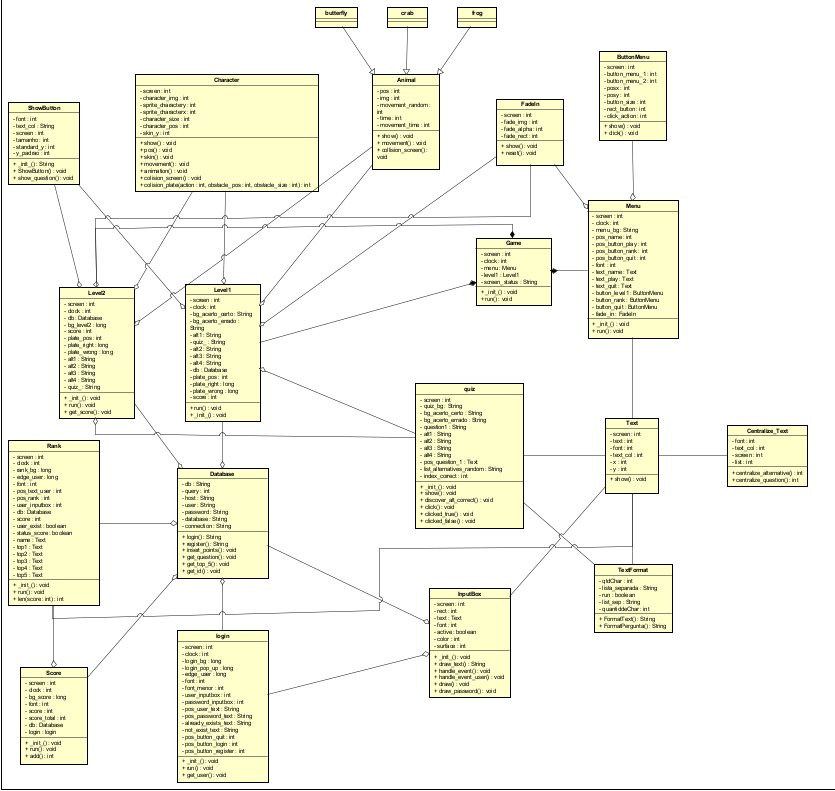 butterfly
crab
frog
ButtonMenu
- screen : int
- button_menu_1 : int
- button_menu_2 : int
- posx : int
- posy : int
- button_size : int
- rect_button : int
- click_action : int
+ show() : void
+ click() : void
Character
- screen : int
- character_img : int
- sprite_charactery : int
- sprite_characterx : int
- character_size : int
- character_pos : int
- skin_y : int
+ show() : void
+ pos() : void
+ skin() : void
+ movement() : void
+ animation() : void
+ collision_screen() : void
+ colision_plate(action : int, obstacle_pos : int, obstacle_size : int) : int
Animal
- pos : int
- img : int
- movement_random :
int
- time : int
- movement_time : int
+ show() : void
+ movement() : void
+ collision_screen() :
void
FadeIn
- screen : int
- fade_img : int
- fade_alpha : int
- fade_rect : int
+ show() : void
+ reset() : void
ShowButton
- font : int
- text_col : String
- screen : int
- tamanho : int
- standard_y : int
- y_padrao : int
+ _init_() : String
+ ShowButton() : void
+ show_question() : void
Menu
- screen : int
- clock : int
- menu_bg : String
- pos_name : int
- pos_button_play : int
- pos_button_rank : int
- pos_button_quit : int
- font : int
- text_name : Text
- text_play : Text
- text_quit : Text
- button_level1 : ButtonMenu
- button_rank : ButtonMenu
- button_quit : ButtonMenu
- fade_in : FadeIn
+ _init_() : void
+ run() : void
Game
- screen : int
- clock : int
- menu : Menu
- level1 : Level1
- screen_status : String
+ _init_() : void
+ run() : void
Level2
- screen : int
- clock : int
- db : Database
- bg_level2 : long
- score : int
- plate_pos : int
- plate_right : long
- plate_wrong : long
- alt1 : String
- alt2 : String
- alt3 : String
- alt4 : String
- quiz_ : String
+ _init_() : void
+ run() : void
+ get_score() : void
Level1
- screen : int
- clock : int
- bg_acerto_certo : String
- bg_acerto_errado :
String
- alt1 : String
- quiz_ : String
- alt2 : String
- alt3 : String
- alt4 : String
- db : Database
- plate_pos : int
- plate_right : long
- plate_wrong : long
- score : int
+ run() : void
+ _init_() : void
quiz
- screen : int
- quiz_bg : String
- bg_acerto_certo : String
- bg_acerto_errado : String
- question1 : String
- alt1 : String
- alt2 : String
- alt3 : String
- alt4 : String
- pos_question_1 : Text
- list_alternatives_random : String
- index_correct : int
+ _init_() : void
+ show() : void
+ discover_alt_correct() : void
+ click() : void
+ clicked_true() : void
+ clicked_false() : void
Text
- screen : int
- text : int
- font : int
- text_col : int
- x : int
- y : int
+ show() : void
Centralize_Text
- font : int
- text_col : int
- screen : int
- list : int
+ centralize_alternative() : int
+ centralize_question() : int
Rank
- screen : int
- clock : int
- rank_bg : long
- edge_user : long
- font : int
- pos_text_user : int
- pos_rank : int
- user_inputbox : int
- db : Database
- score : int
- user_exist : boolean
- status_score : boolean
- name : Text
- top1 : Text
- top2 : Text
- top3 : Text
- top4 : Text
- top5 : Text
+ _init_() : void
+ run() : void
+ len(score : int) : int
Database
- db : String
- query : int
- host : String
- user : String
- password : String
- database : String
- connection : String
+ login() : String
+ register() : String
+ insert_points() : void
+ get_question() : void
+ get_top_5() : void
+ get_id() : void
TextFormat
- qtdChar : int
- lista_separada : String
- run : boolean
- list_sep : String
- quantiddeChar : int
+ FormatText() : String
+ FormatPergunta() : String
InputBox
- screen : int
- rect : int
- text : Text
- font : int
- active : boolean
- color : int
- surface : int
+ _init_() : void
+ draw_text() : String
+ handle_event() : void
+ handle_event_user() : void
+ draw() : void
+ draw_password() : void
login
- screen : int
- clock : int
- login_bg : long
- login_pop_up : long
- edge_user : long
- font : int
- font_menor : int
- user_inputbox : int
- password_inputbox : int
- pos_user_text : String
- pos_password_text : String
- already_exists_text : String
- not_exist_text : String
- pos_button_quit : int
- pos_button_login : int
- pos_button_register : int
+ _init_() : void
+ run() : void
+ get_user() : void
Score
- screen : int
- clock : int
- bg_score : long
- font : int
- score : int
- score_total : int
- db : Database
- login : login
+ _init_() : void
+ run() : void
+ add() : int